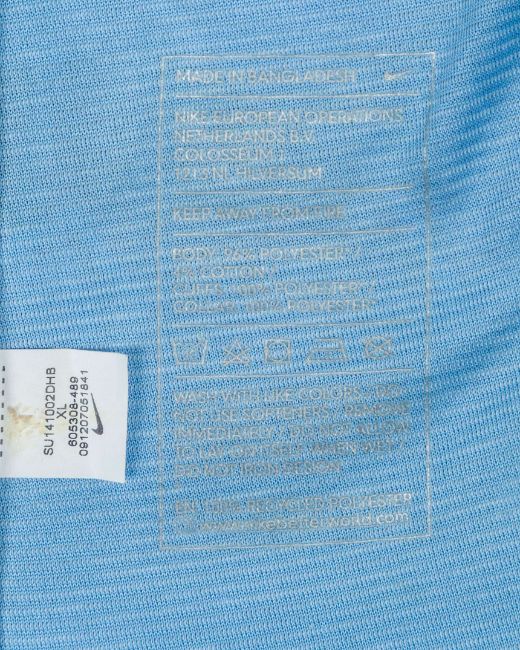 MADE IN BANGLADESH
NIKE EUROPEAN OPERATIONS
NETHERLANDS B.V.
COLOSSEUM 1
1213 NL HILVERSUM
KEEP AWAY FROM FIRE
BODY: 96% POLYESTER /
4% COTTON /
CUFFS: 100% POLYESTER /
COLLAR: 100% POLYESTER
WASH WITH LIKE COLORS, DO
NOT USE SOFTENERS, REMOVE
IMMEDIATELY, DO NOT ALLOW
TO LAY ON ITSELF WHEN WET,
DO NOT IRON DESIGN
EN: 100% RECYCLED POLYESTER
www.nikebetterworld.com
SU141002DHB
XL
605308-489
091207051841